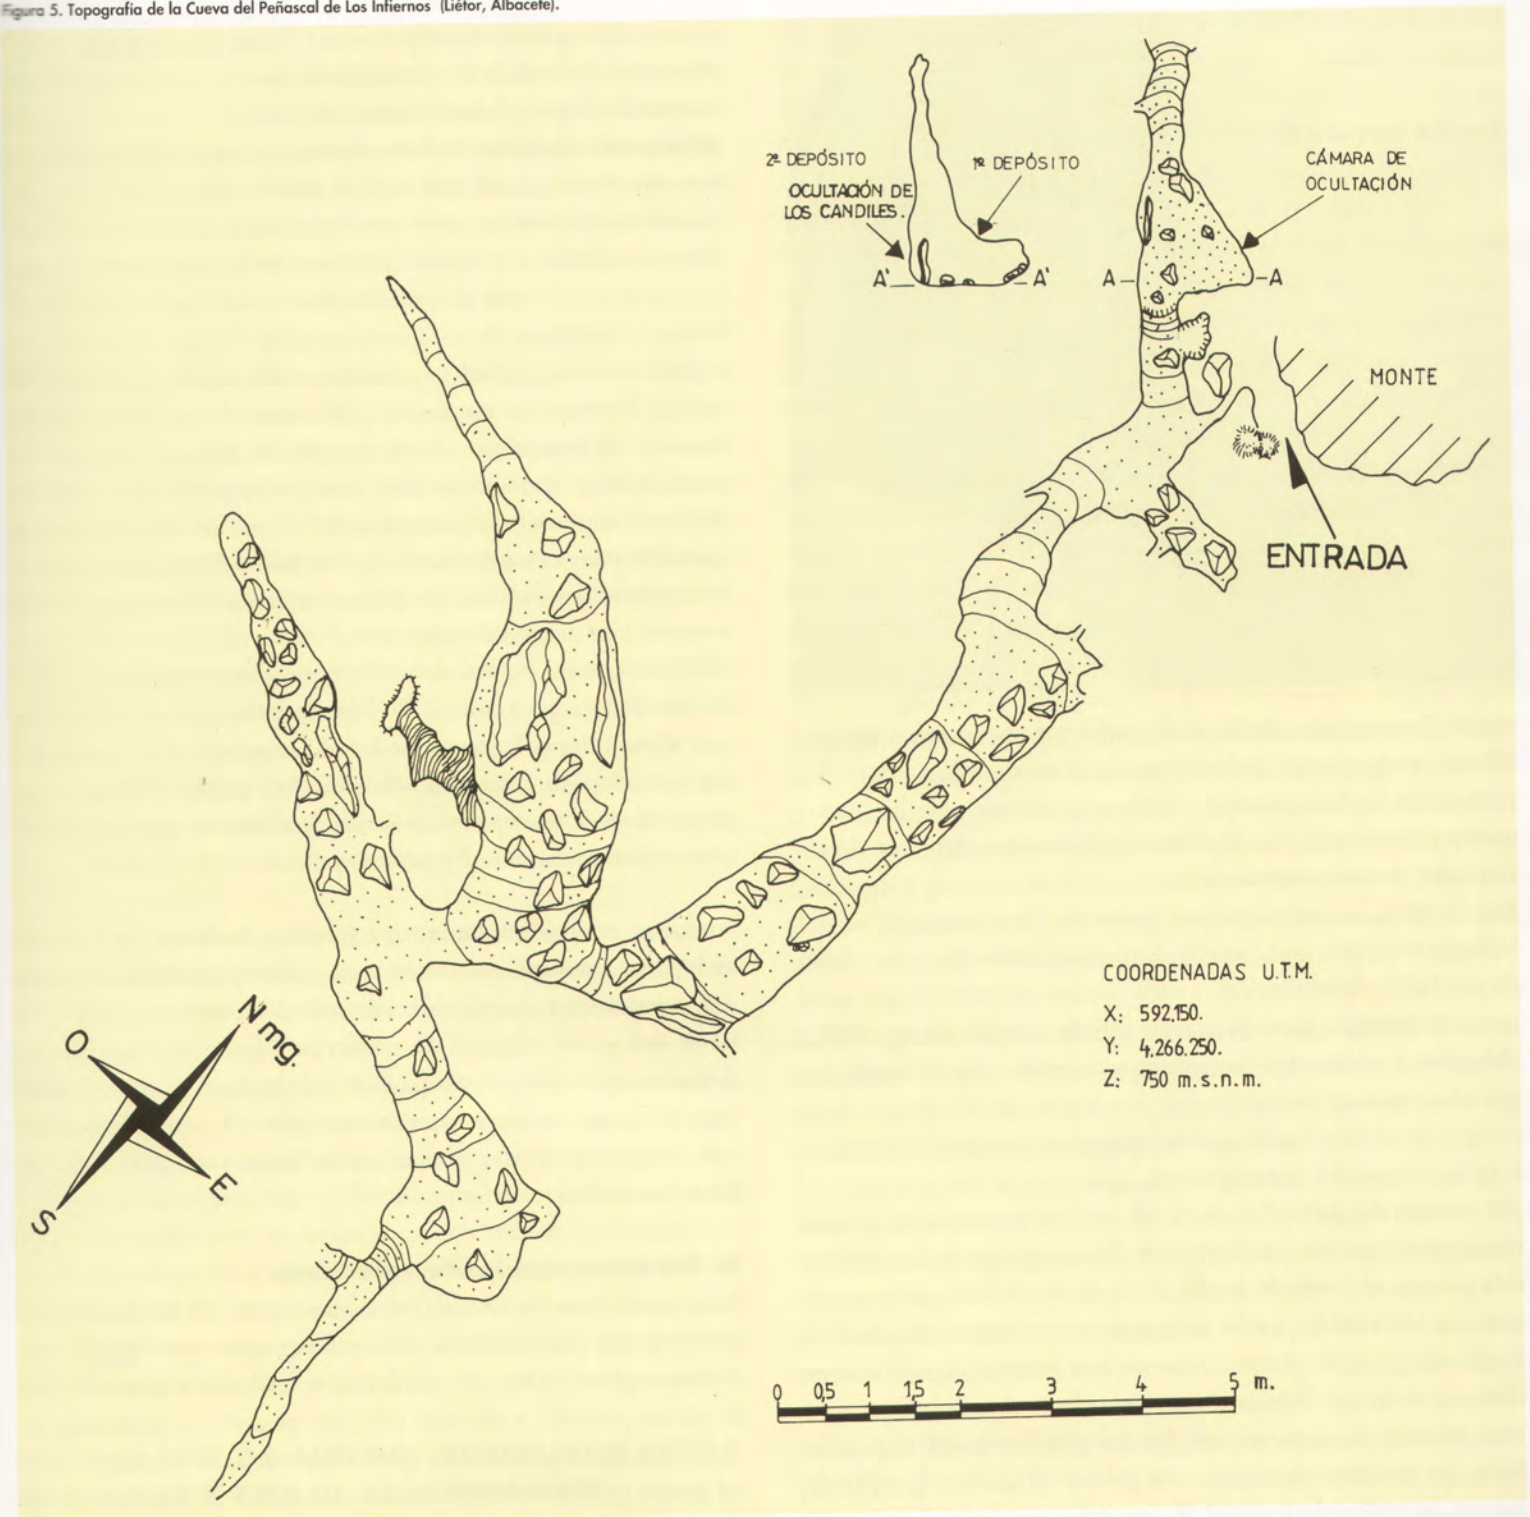 Figura 5. Topografía de la Cueva del Peñascal de Los Infiernos (Liétor, Albacete).
2º DEPÓSITO
OCULTACIÓN DE
LOS CANDILES.
1º DEPÓSITO
A' A'
CÁMARA DE
OCULTACIÓN
A A
MONTE
ENTRADA
N mg.
O
E
S
COORDENADAS U.T.M.
X: 592.150.
Y: 4.266.250.
Z: 750 m.s.n.m.
0 0,5 1 1,5 2 3 4 5 m.